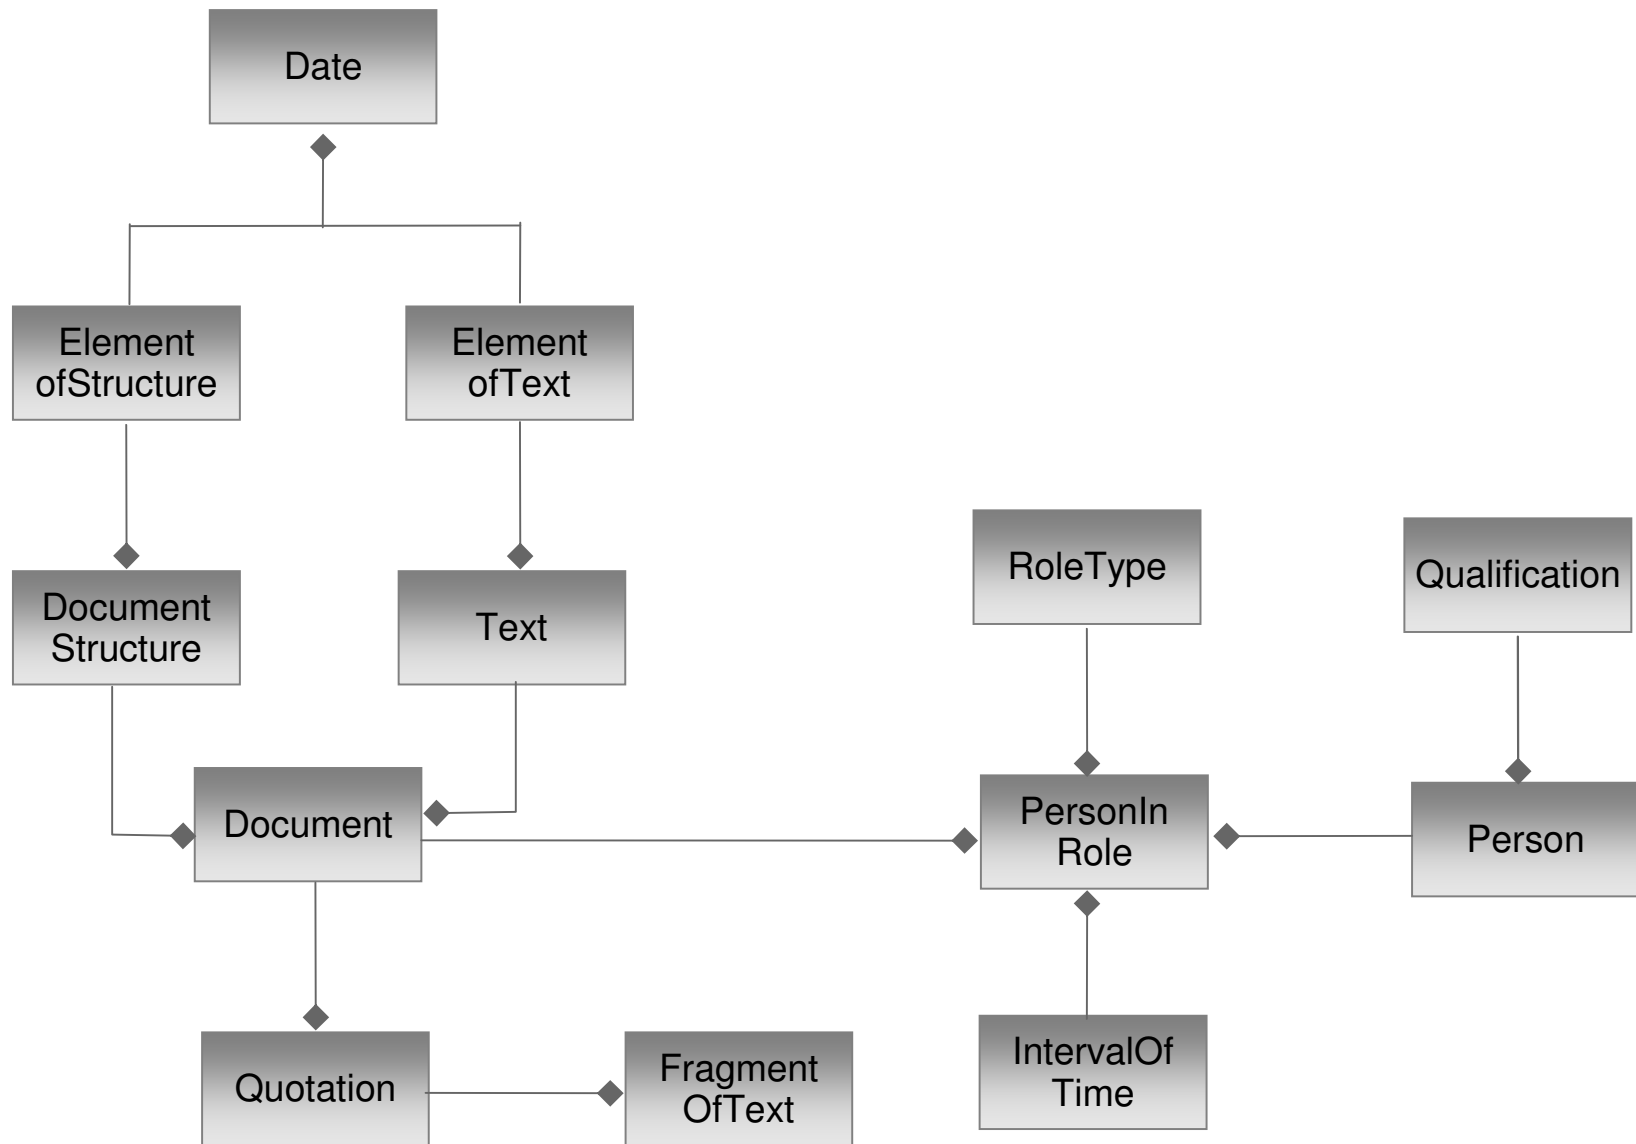 Date
Element
ofStructure
Element
ofText
RoleType
Qualification
Document
Structure
Text
Document
PersonIn
Role
Person
Quotation
Fragment
OfText
IntervalOf
Time